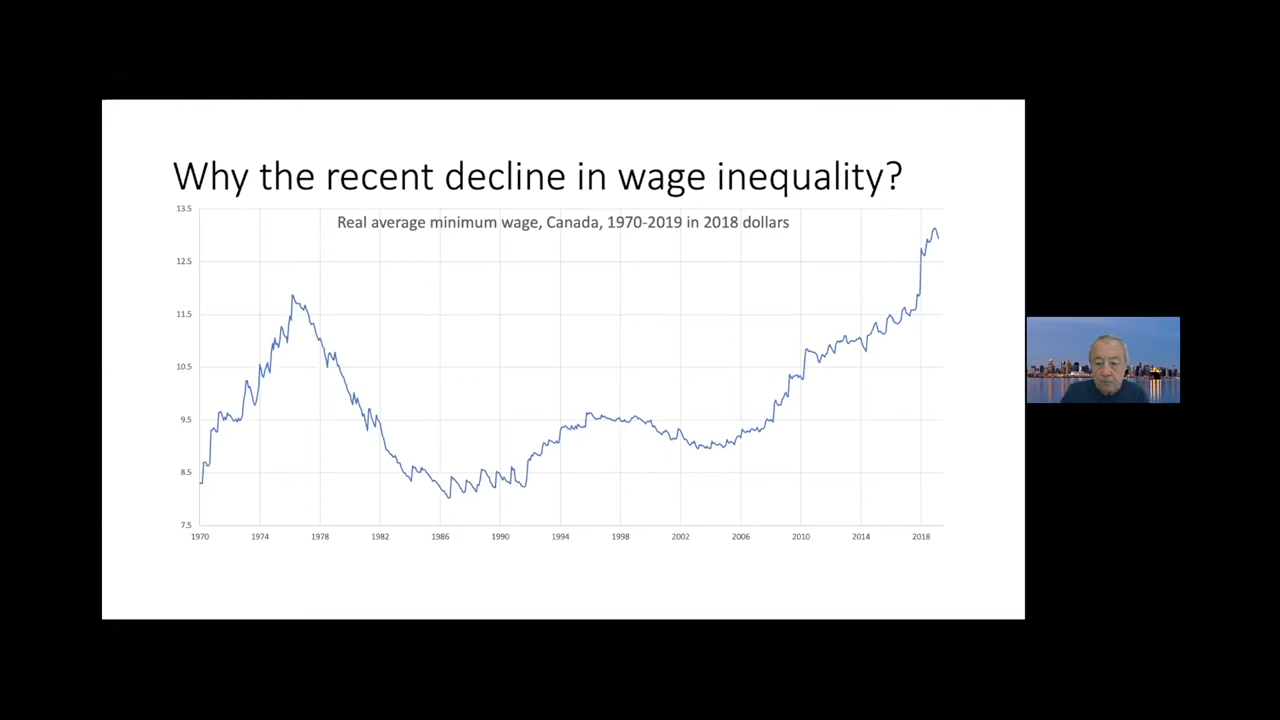 Why the recent decline in wage inequality?
Real average minimum wage, Canada, 1970-2019 in 2018 dollars
13.5
12.5
11.5
10.5
9.5
8.5
7.5
1970 1974 1978 1982 1986 1990 1994 1998 2002 2006 2010 2014 2018